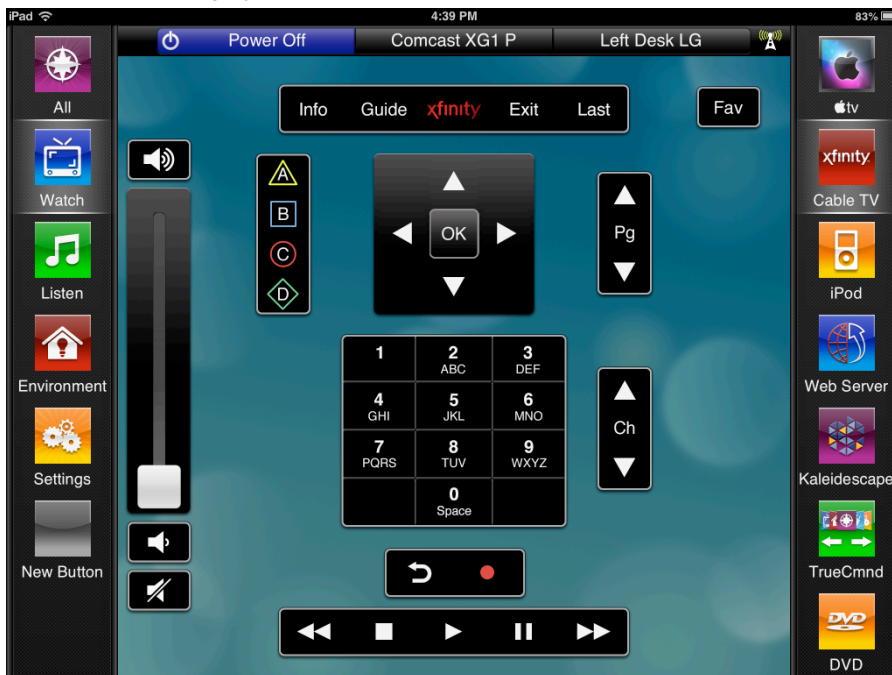 iPad 4:39 PM 83%
Power Off Comcast XG1 P Left Desk LG
All
Watch
Listen
Environment
Settings
New Button
Info Guide xfinity Exit Last
Fav
A
B
C
D
OK
Pg
1 2 3
ABC DEF
4 5 6
GHI JKL MNO
7 8 9
PQRS TUV WXYZ
0
Space
Ch
tv
xfinity
Cable TV
iPod
Web Server
Kaleidescape
TrueCmnd
DVD
DVD